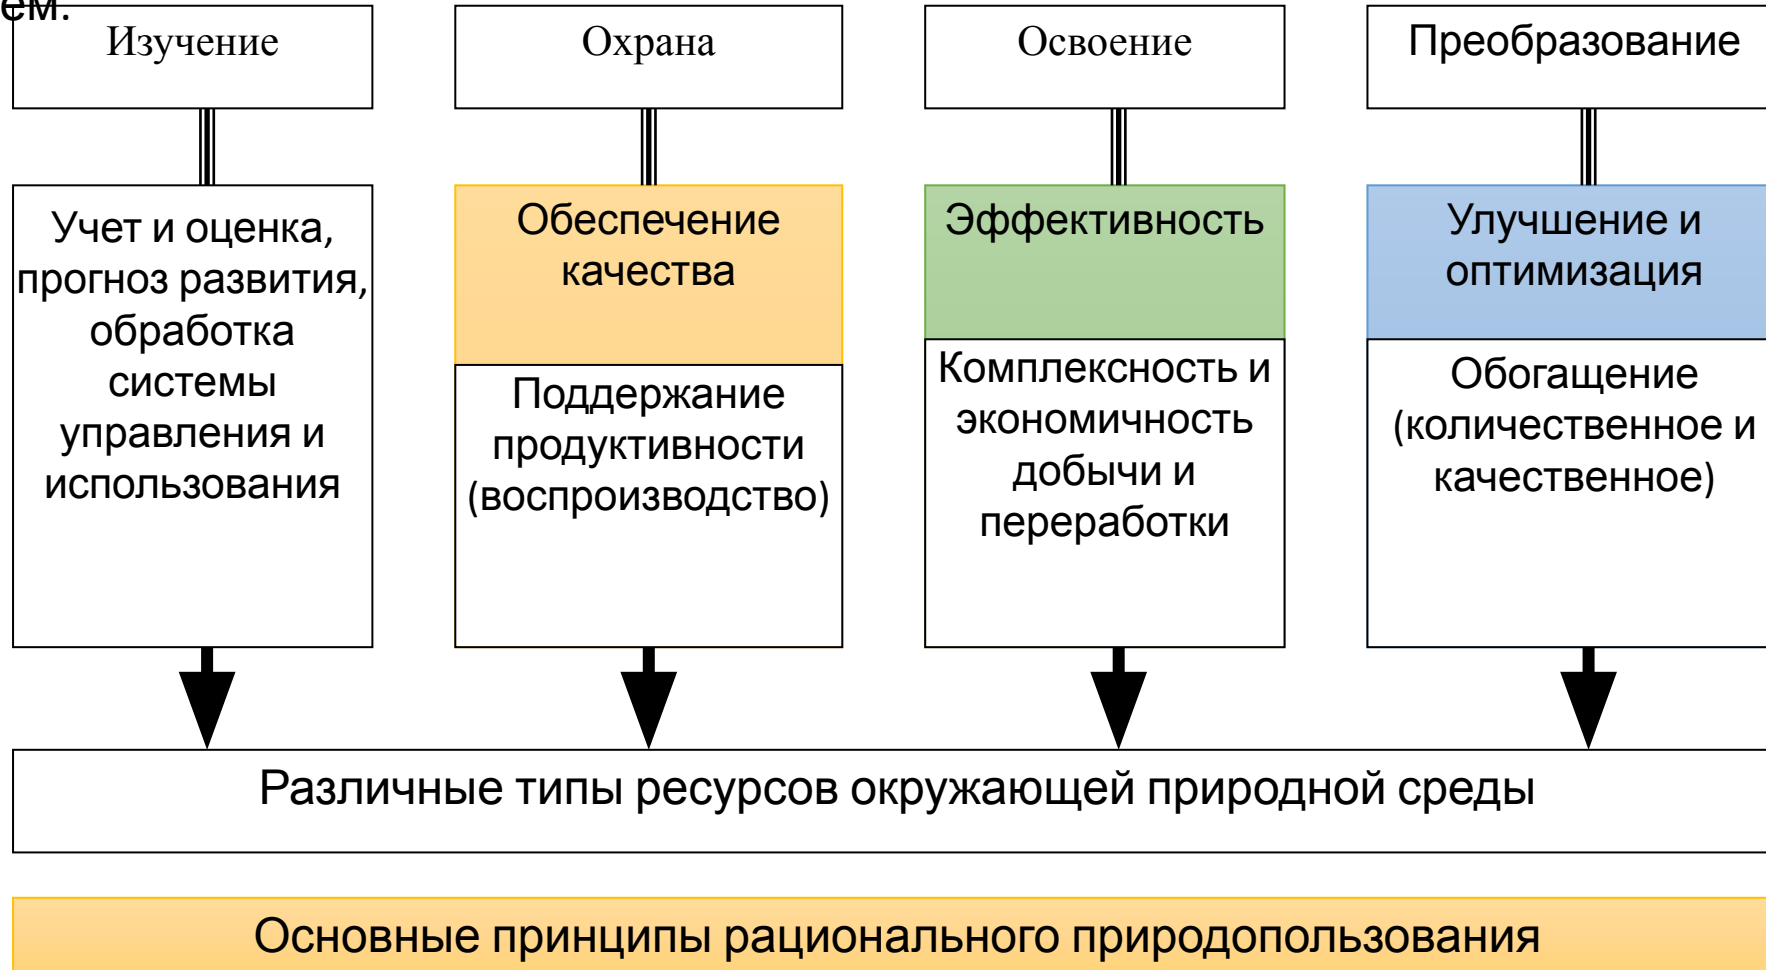 ем.
Изучение
Охрана
Освоение
Преобразование
Учет и оценка,
прогноз развития,
обработка
системы
управления и
использования
Обеспечение
качества
Поддержание
продуктивности
(воспроизводство)
Эффективность
Комплексность и
экономичность
добычи и
переработки
Улучшение и
оптимизация
Обогащение
(количественное и
качественное)
Различные типы ресурсов окружающей природной среды
Основные принципы рационального природопользования